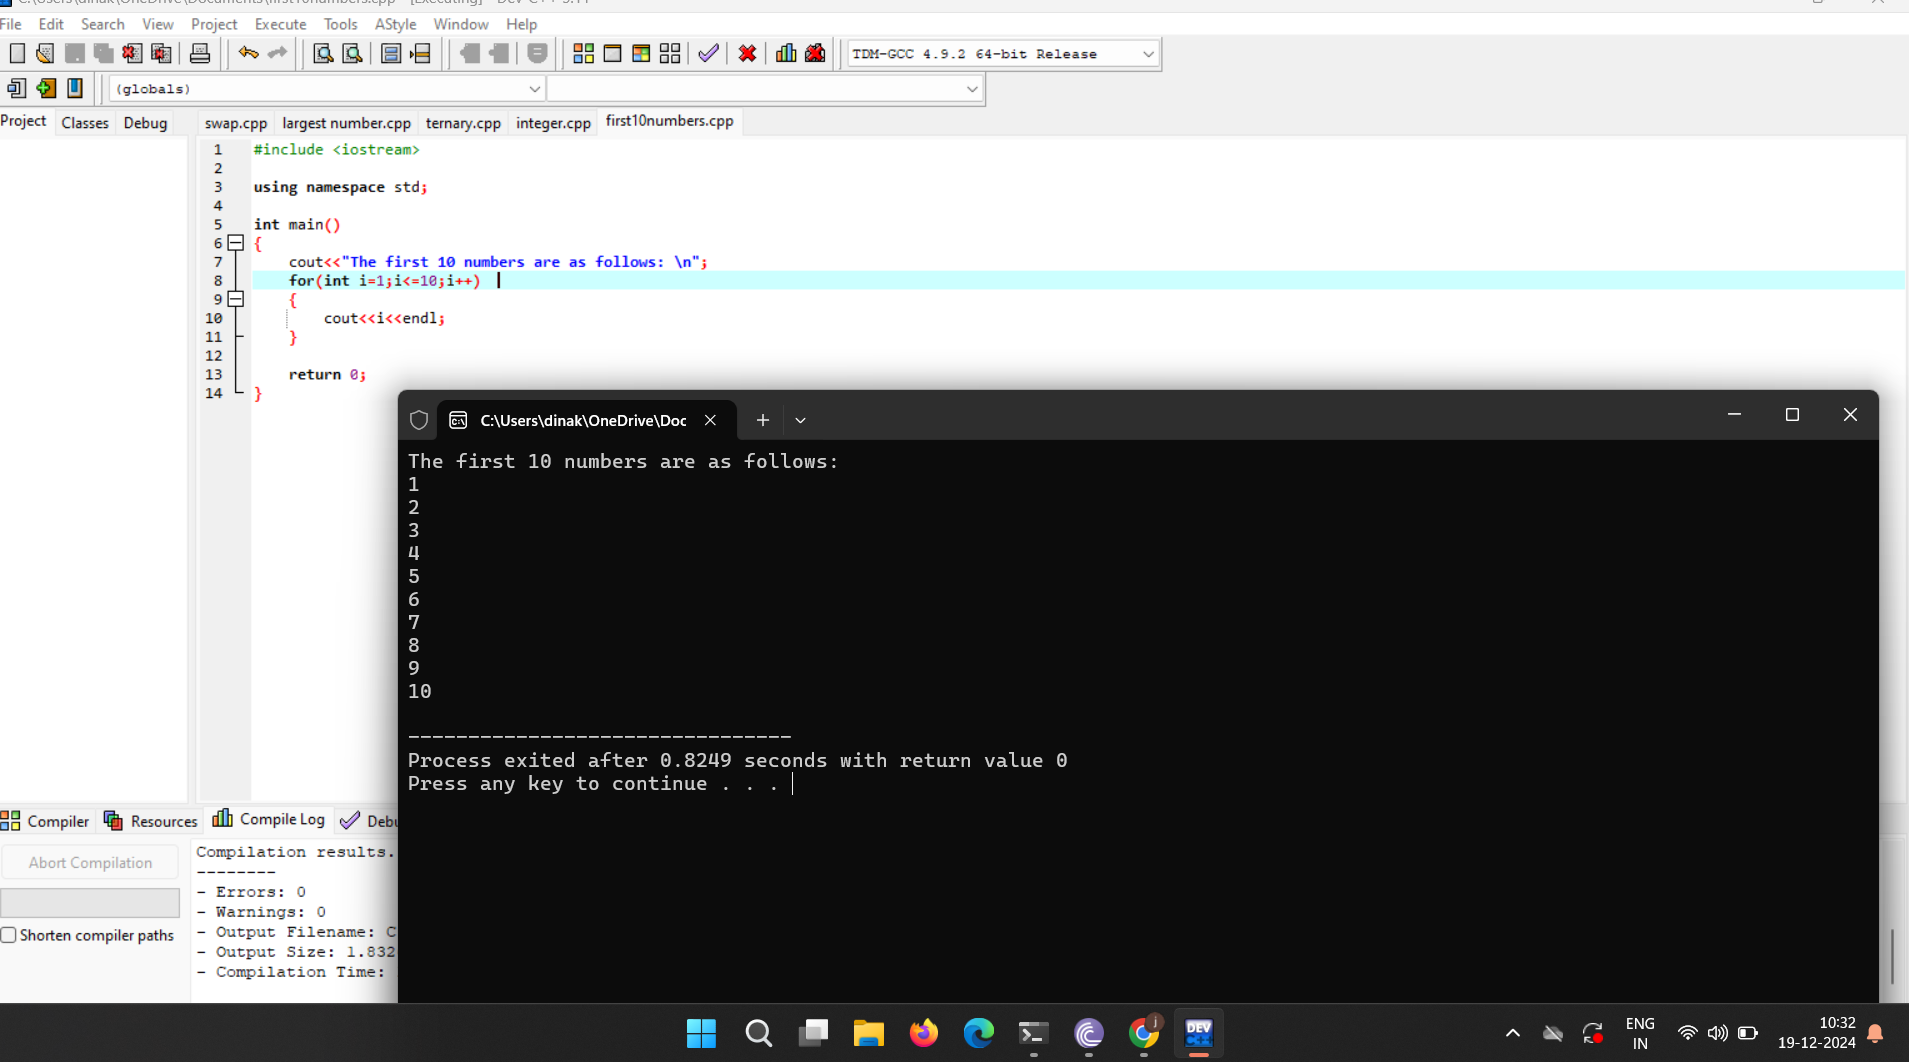 File Edit Search View Project Execute Tools AStyle Window Help
TDM-GCC 4.9.2 64-bit Release
(globals)
Project Classes Debug
swap.cpp largest number.cpp ternary.cpp integer.cpp first10numbers.cpp
1 #include <iostream>
2
3 using namespace std;
4
5 int main()
6 {
7 cout<<"The first 10 numbers are as follows: \n";
8 for(int i=1;i<=10;i++)
9 {
10 cout<<i<<endl;
11 }
12
13 return 0;
14 }
C:\Users\dinak\OneDrive\Doc
The first 10 numbers are as follows:
1
2
3
4
5
6
7
8
9
10
--------------------------------
Process exited after 0.8249 seconds with return value 0
Press any key to continue . . .
Compiler Resources Compile Log Debu
Abort Compilation
Shorten compiler paths
Compilation results.
--------
- Errors: 0
- Warnings: 0
- Output Filename: C
- Output Size: 1.832
- Compilation Time:
j
DEV
C++
ENG
IN
10:32
19-12-2024